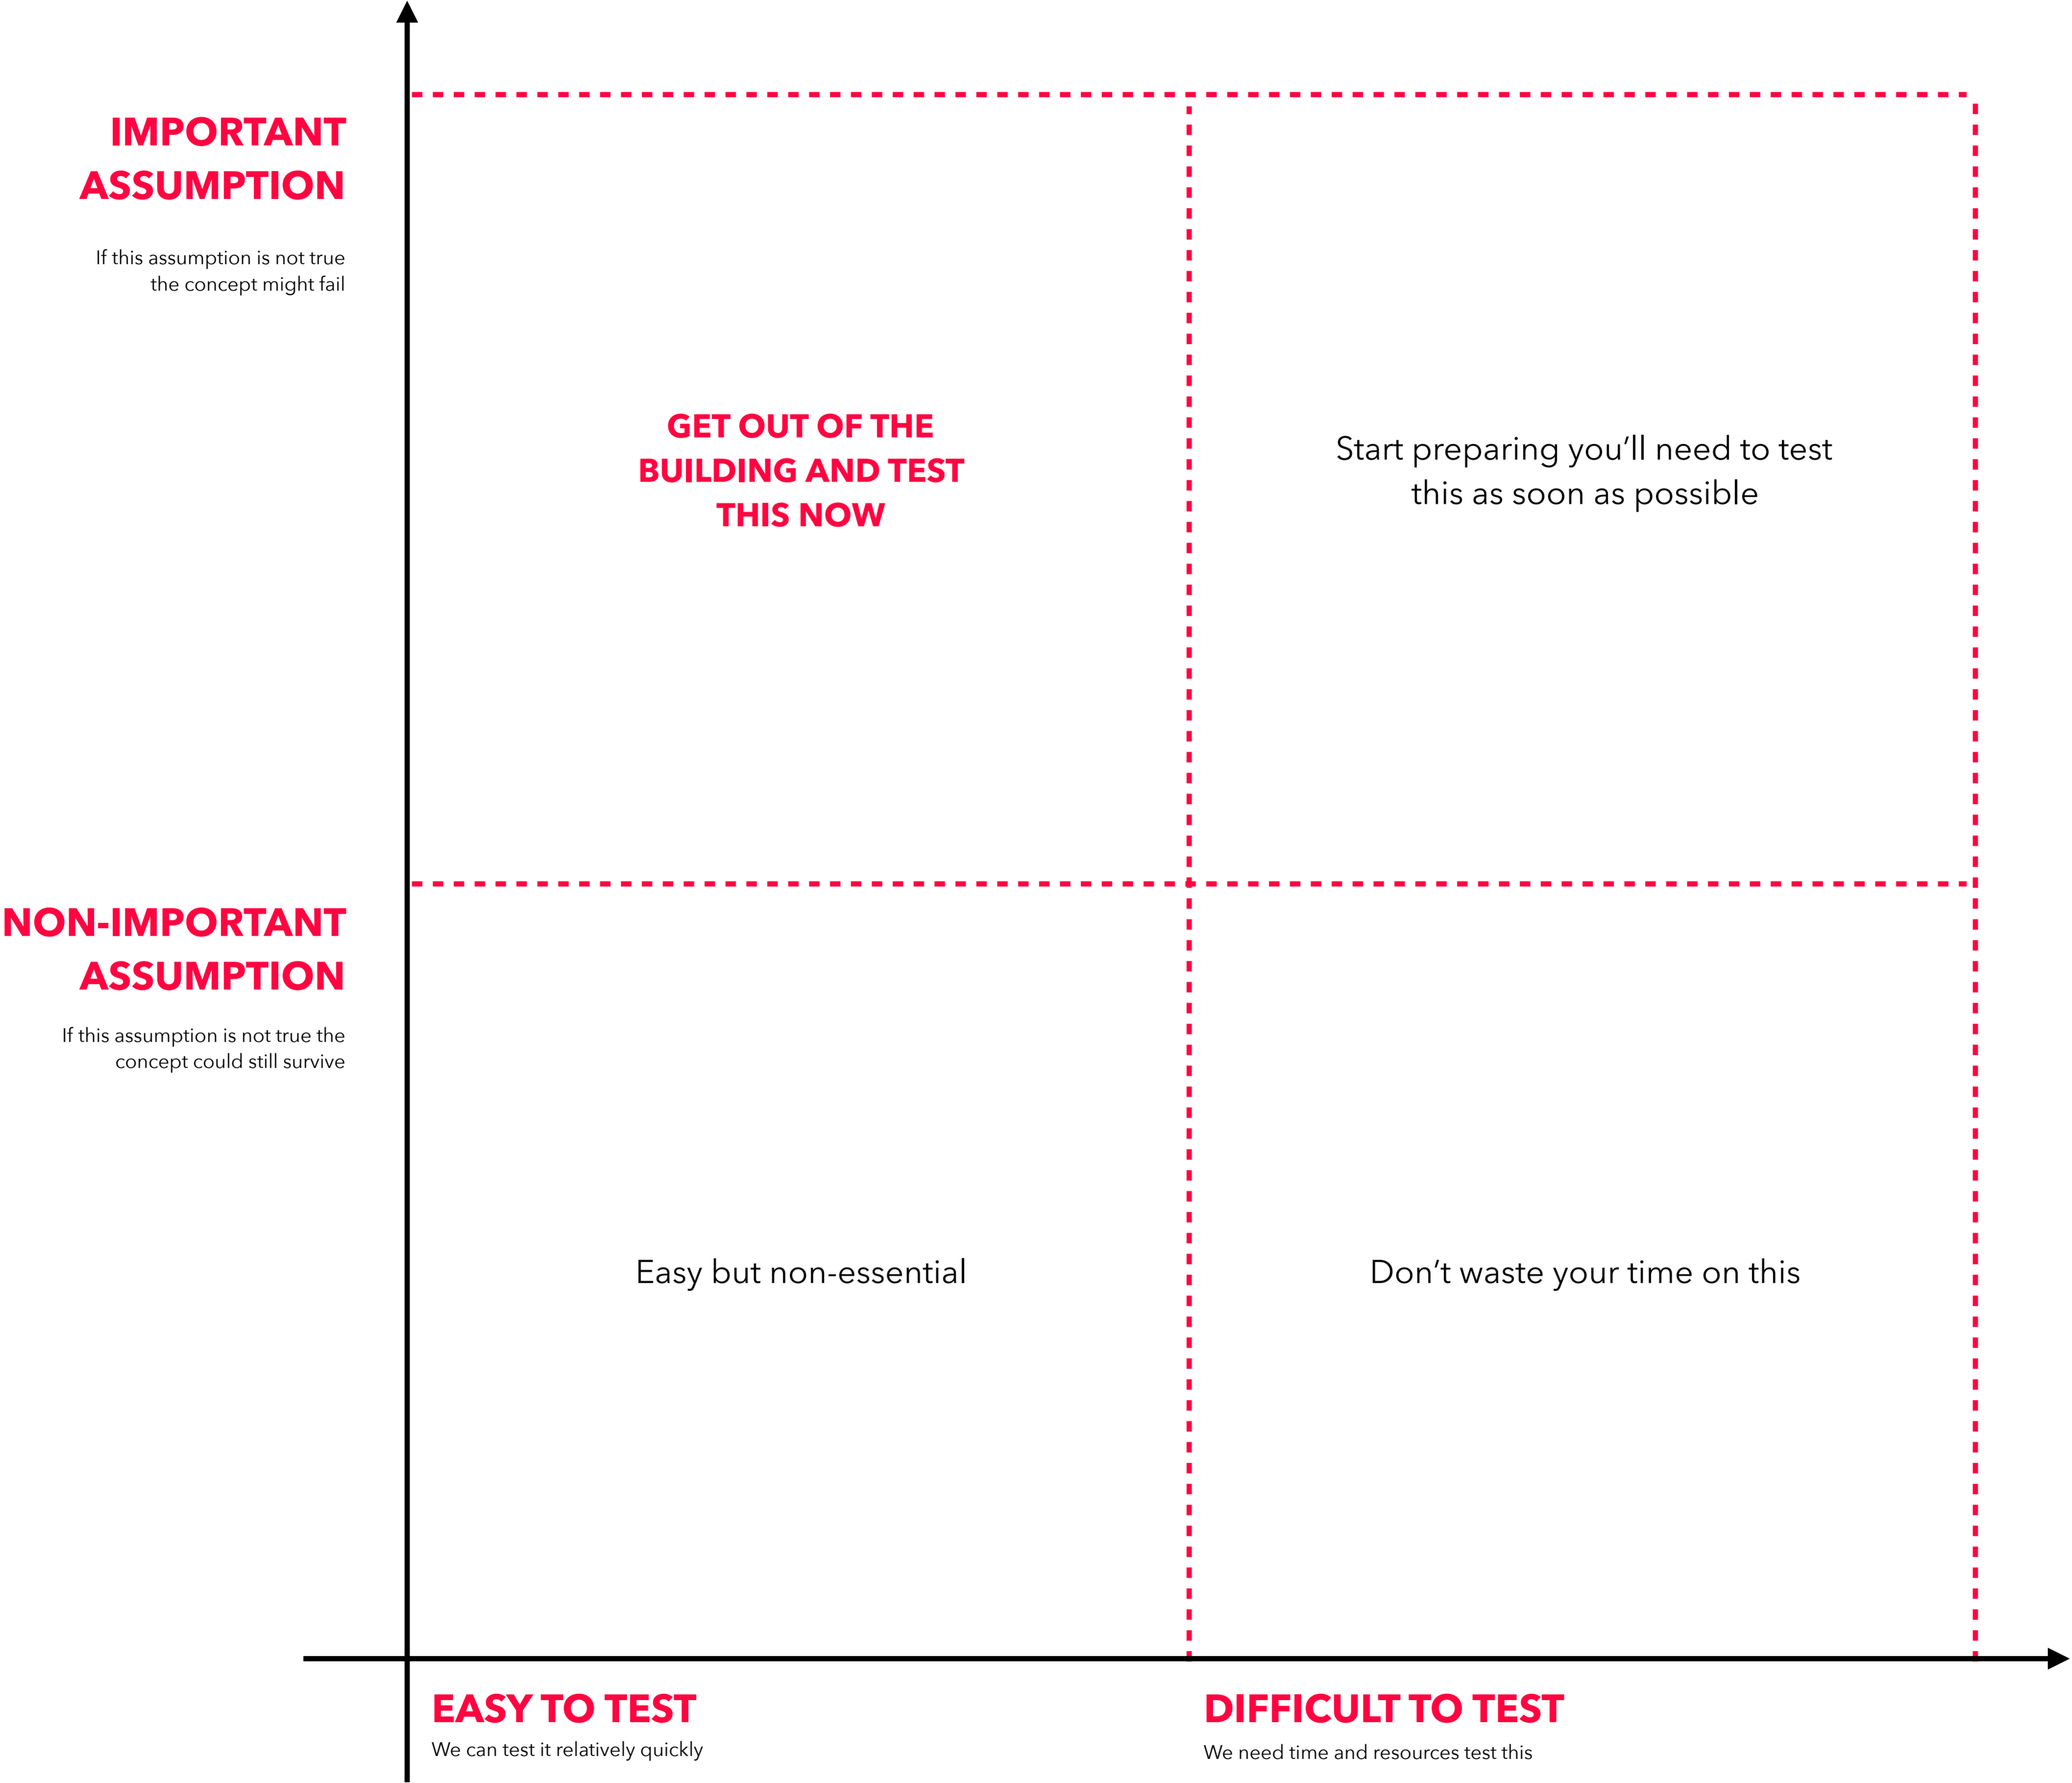 IMPORTANT
ASSUMPTION
If this assumption is not true
the concept might fail
GET OUT OF THE
BUILDING AND TEST
THIS NOW
Start preparing you’ll need to test
this as soon as possible
NON-IMPORTANT
ASSUMPTION
If this assumption is not true the
concept could still survive
Easy but non-essential
Don’t waste your time on this
EASY TO TEST
We can test it relatively quickly
DIFFICULT TO TEST
We need time and resources test this